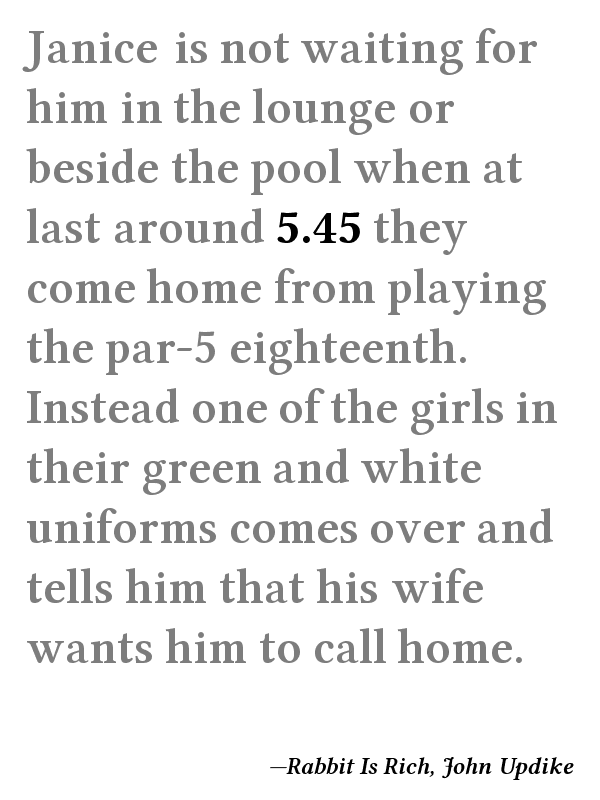 Janice is not waiting for
him in the lounge or
beside the pool when at
last around 5.45 they
come home from playing
the par-5 eighteenth.
Instead one of the girls in
their green and white
uniforms comes over and
tells him that his wife
wants him to call home.
—Rabbit Is Rich, John Updike